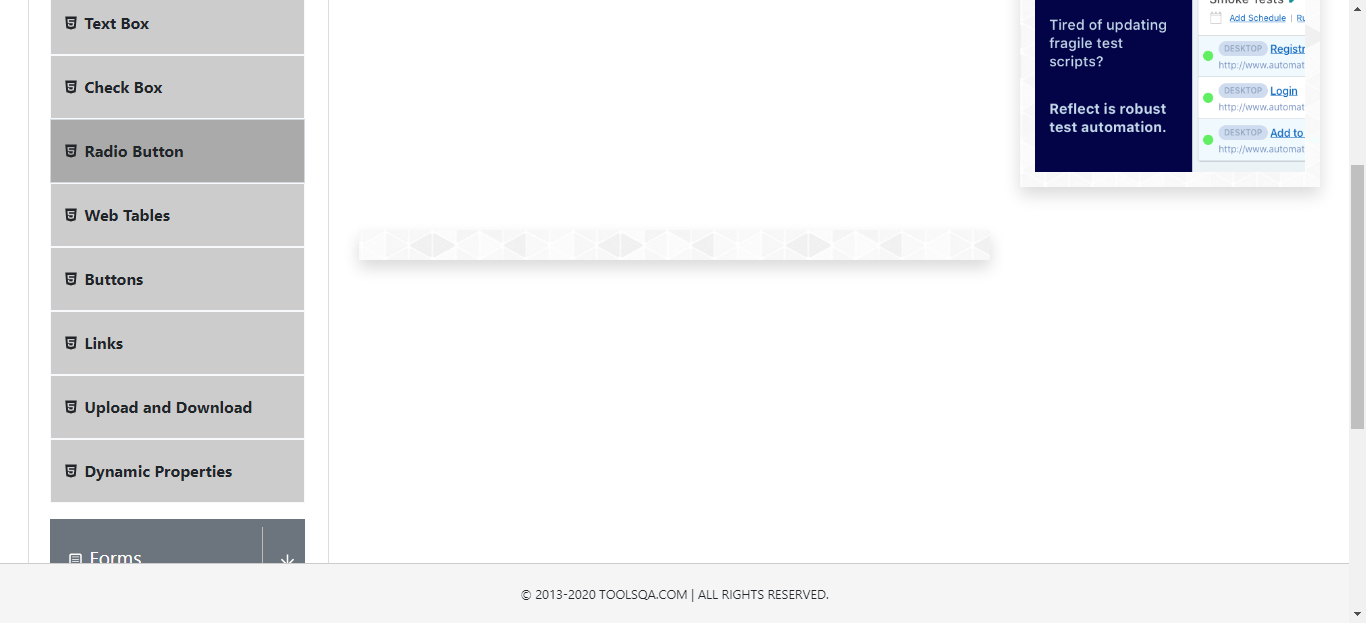 Text Box
Check Box
Radio Button
Web Tables
Buttons
Links
Upload and Download
Dynamic Properties
Forms
Tired of updating
fragile test
scripts?
Reflect is robust
test automation.
Smoke Tests
Add Schedule | Ru
DESKTOP Registr
http://www.automat
DESKTOP Login
http://www.automat
DESKTOP Add to
http://www.automat
© 2013-2020 TOOLSQA.COM | ALL RIGHTS RESERVED.